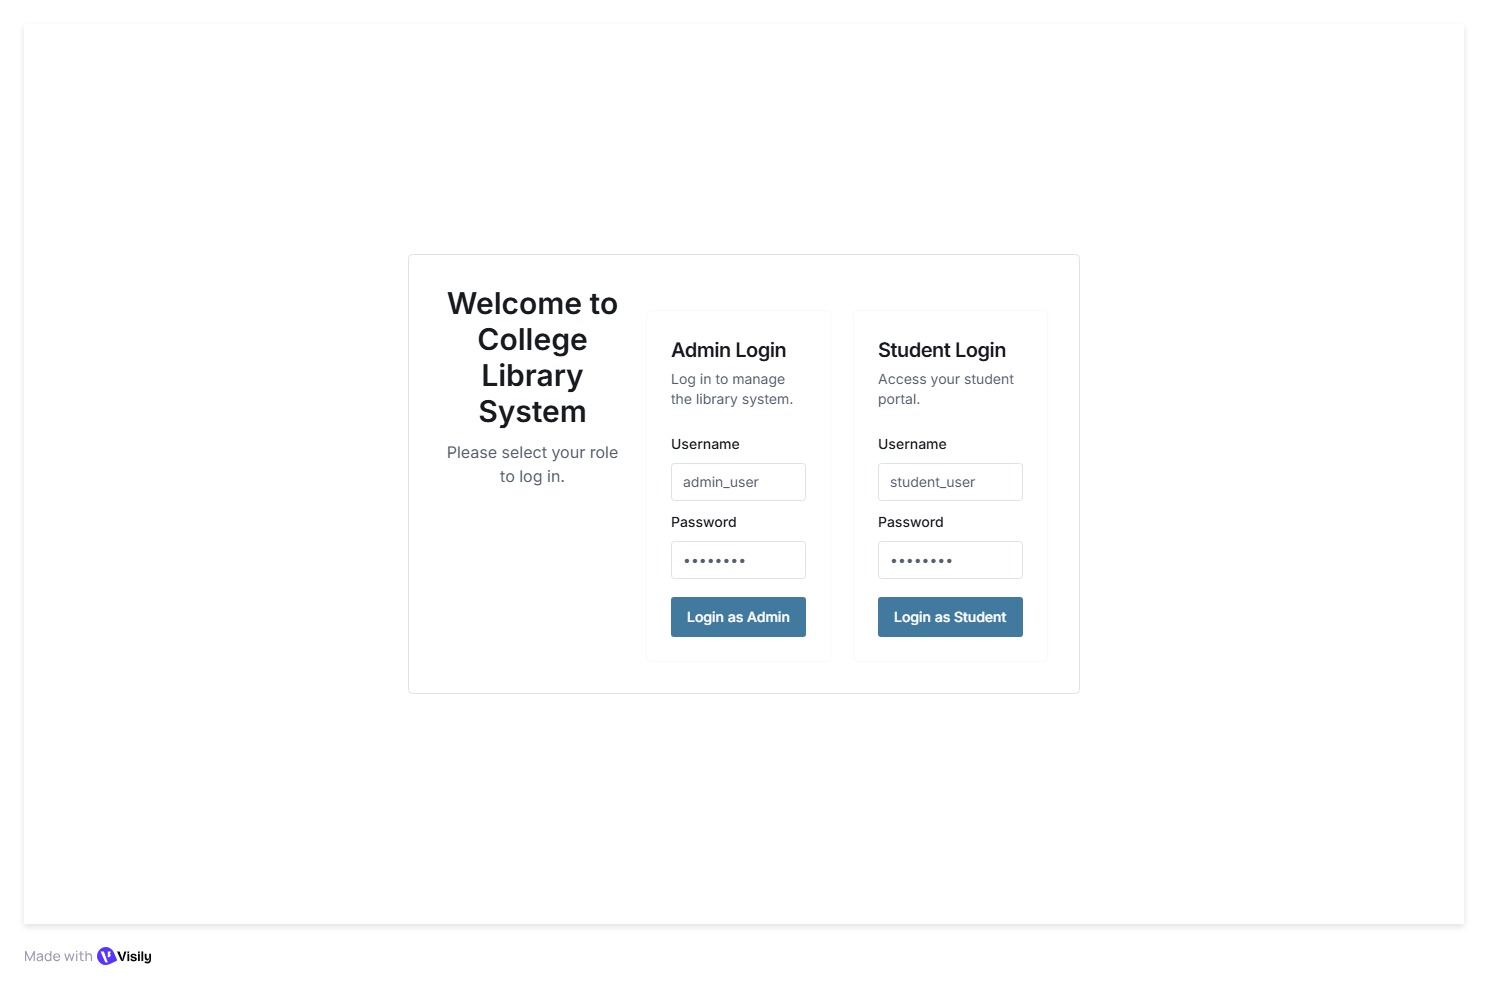 Welcome to
College
Library
System
Please select your role
to log in.
Admin Login
Log in to manage
the library system.
Username
admin_user
Password
••••••••
Login as Admin
Student Login
Access your student
portal.
Username
student_user
Password
••••••••
Login as Student
Made with Visily